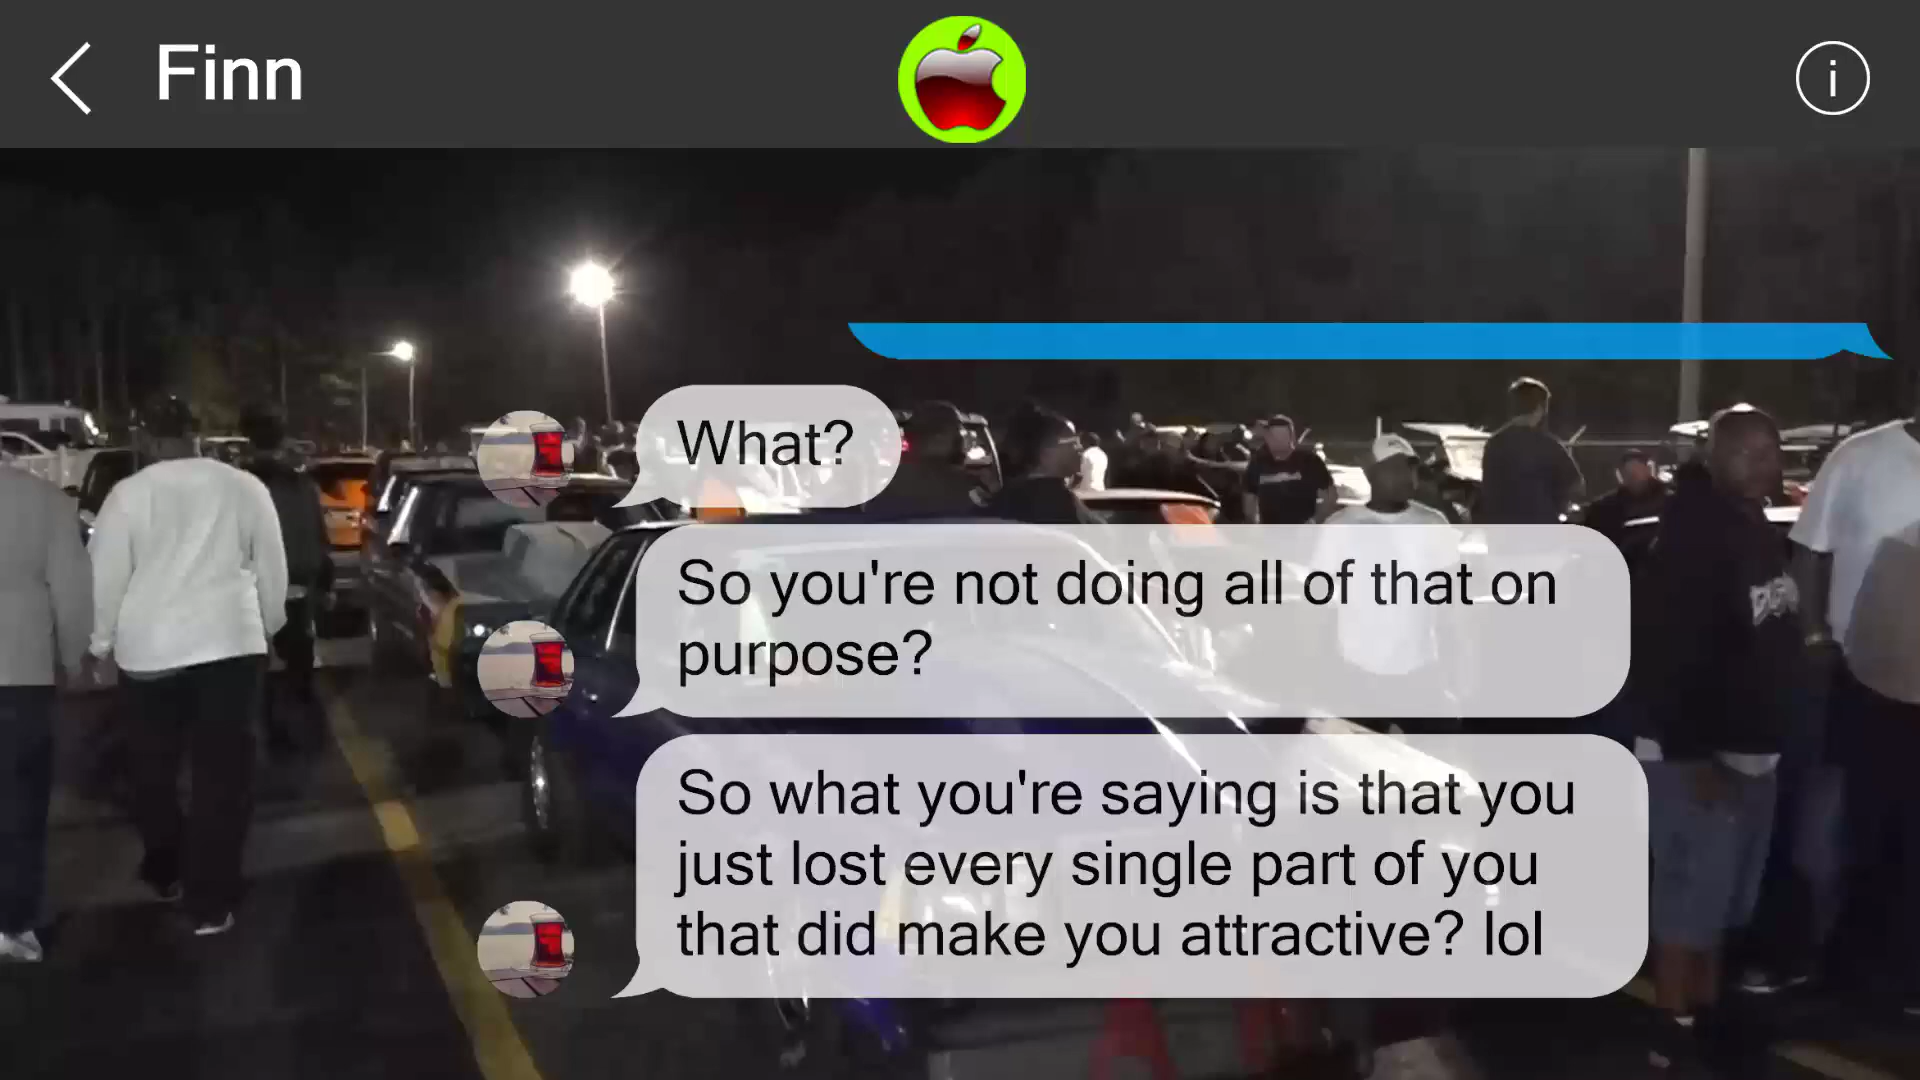 Finn
i
What?
So you're not doing all of that on
purpose?
So what you're saying is that you
just lost every single part of you
that did make you attractive? lol